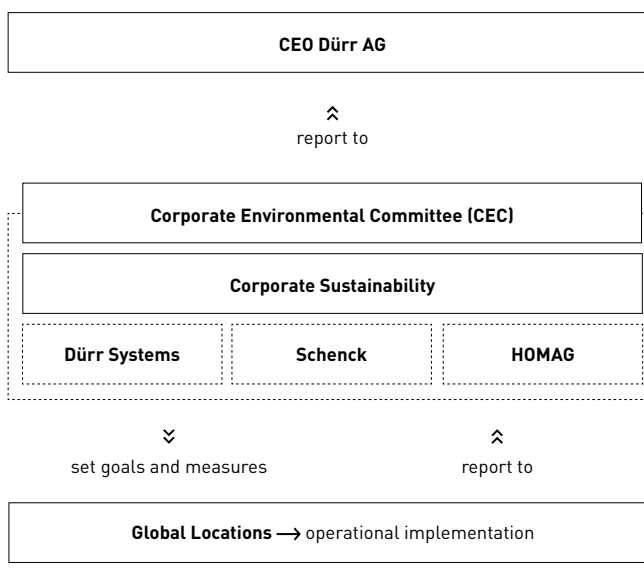 CEO Dürr AG
report to
Corporate Environmental Committee (CEC)
Corporate Sustainability
Dürr Systems
Schenck
HOMAG
set goals and measures
report to
Global Locations → operational implementation